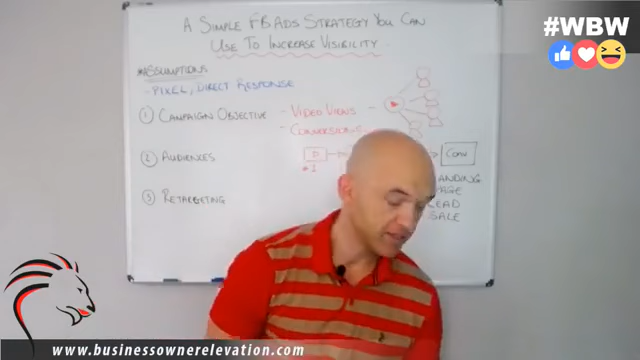 #WBW
A SIMPLE FB ADS STRATEGY YOU CAN
USE TO INCREASE VISIBILITY
*ASSUMPTIONS
- PIXEL, DIRECT RESPONSE
① CAMPAIGN OBJECTIVE - VIDEO VIEWS
- CONVERSIONS
② AUDIENCES
CONV
PAGE
LEAD
SALE
③ RETARGETING
www.businessownerelevation.com